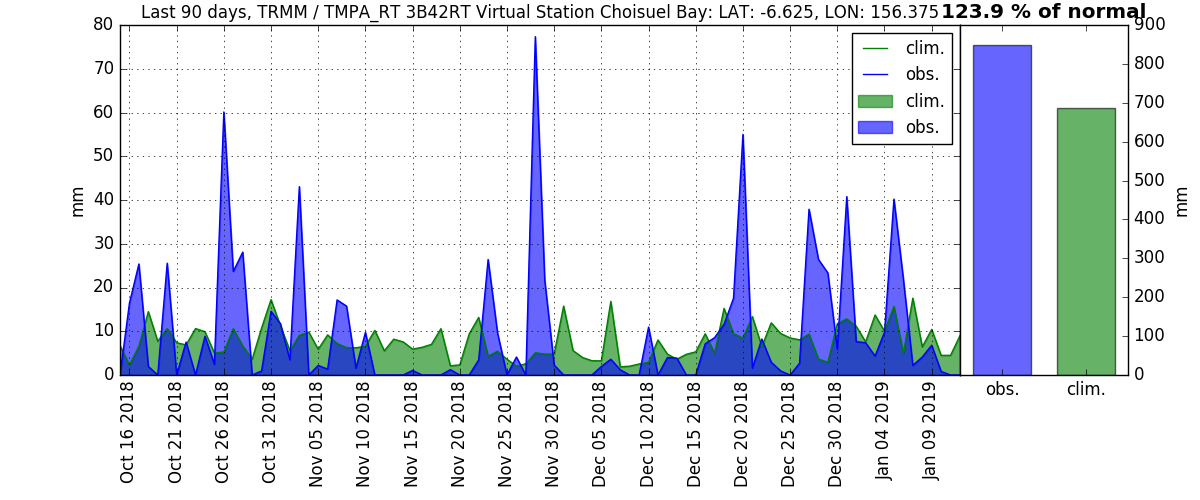 Last 90 days, TRMM / TMPA_RT 3B42RT Virtual Station Choisuel Bay: LAT: -6.625, LON: 156.375
123.9 % of normal
mm
80
70
60
50
40
30
20
10
0
clim.
obs.
clim.
obs.
900
800
700
600
500
400
300
200
100
0
mm
Oct 16 2018
Oct 21 2018
Oct 26 2018
Oct 31 2018
Nov 05 2018
Nov 10 2018
Nov 15 2018
Nov 20 2018
Nov 25 2018
Nov 30 2018
Dec 05 2018
Dec 10 2018
Dec 15 2018
Dec 20 2018
Dec 25 2018
Dec 30 2018
Jan 04 2019
Jan 09 2019
obs.
clim.